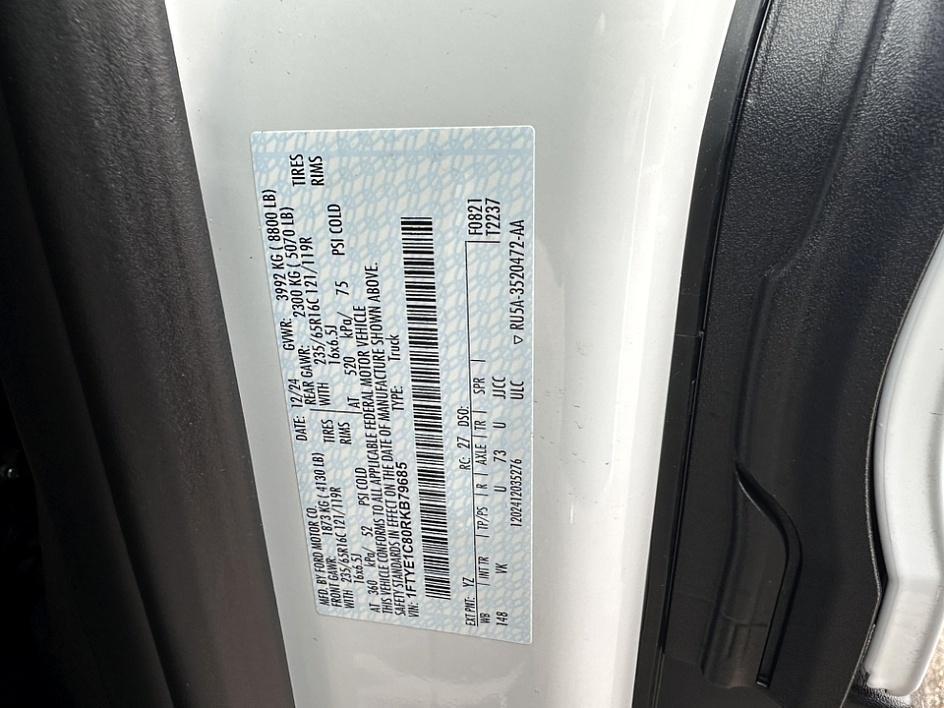 MFD. BY FORD MOTOR CO.
DATE: 12/24 GVWR: 3992 KG ( 8800 LB)
FRONT GAWR: 1873 KG ( 4130 LB) REAR GAWR: 2300 KG ( 5070 LB)
WITH 235/65R16C 121/119R TIRES WITH 235/65R16C 121/119R TIRES
16x6.5J RIMS 16x6.5J RIMS
AT 360 kPa/ 52 PSI COLD AT 520 kPa/ 75 PSI COLD
THIS VEHICLE CONFORMS TO ALL APPLICABLE FEDERAL MOTOR VEHICLE
SAFETY STANDARDS IN EFFECT ON THE DATE OF MANUFACTURE SHOWN ABOVE.
VIN: 1FTYE1C80RKB79685 TYPE: Truck
EXT PNT: YZ RC: 27 DSO: F0821
WB INT TR TP/PS R AXLE TR SPR T2237
148 VK U 73 U JJCC
1202412035276 ULC ▽ RU5A-3520472-AA